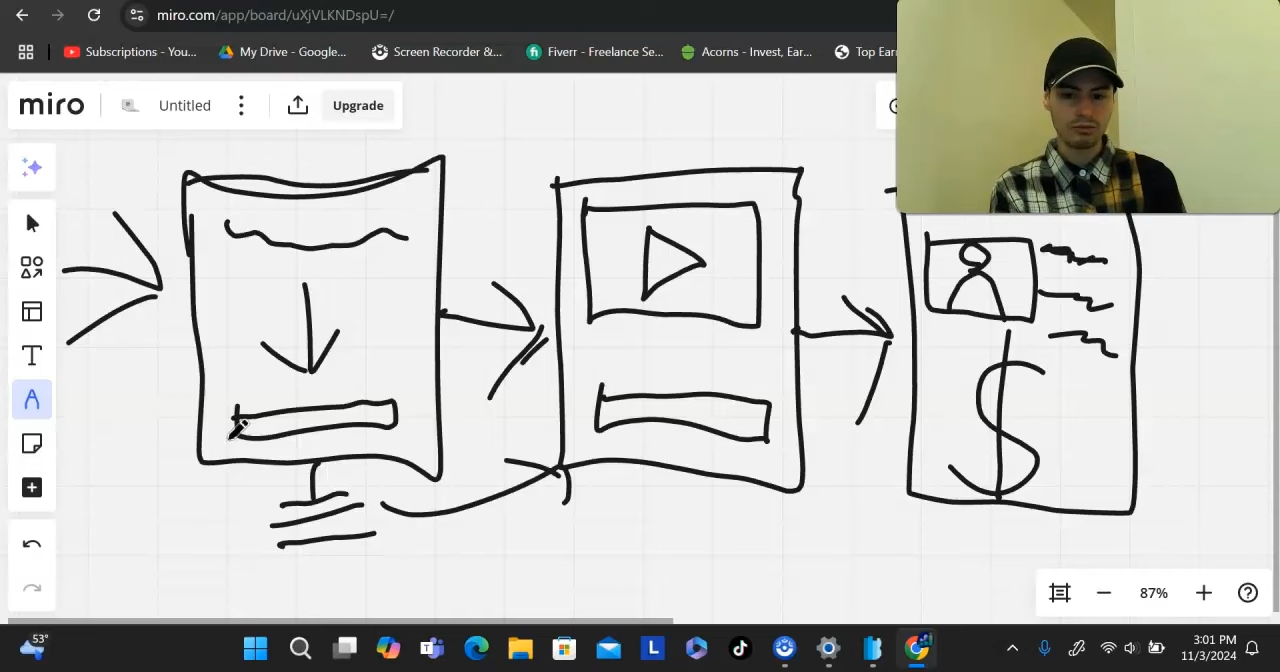 miro.com/app/board/uXjVLKNDspU=/
Subscriptions - You...
My Drive - Google...
Screen Recorder &...
Fiverr - Freelance Se...
Acorns - Invest, Ear...
Top Ear
miro
Untitled
Upgrade
T
$
87%
53°
L
3:01 PM
11/3/2024